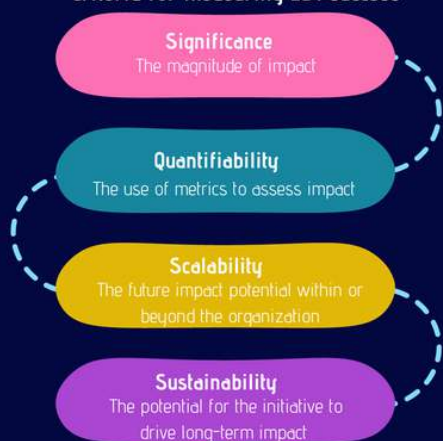 Significance
The magnitude of impact
Quantifiability
The use of metrics to assess impact
Scalability
The future impact potential within or
beyond the organization
Sustainability
The potential for the initiative to
drive long-term impact